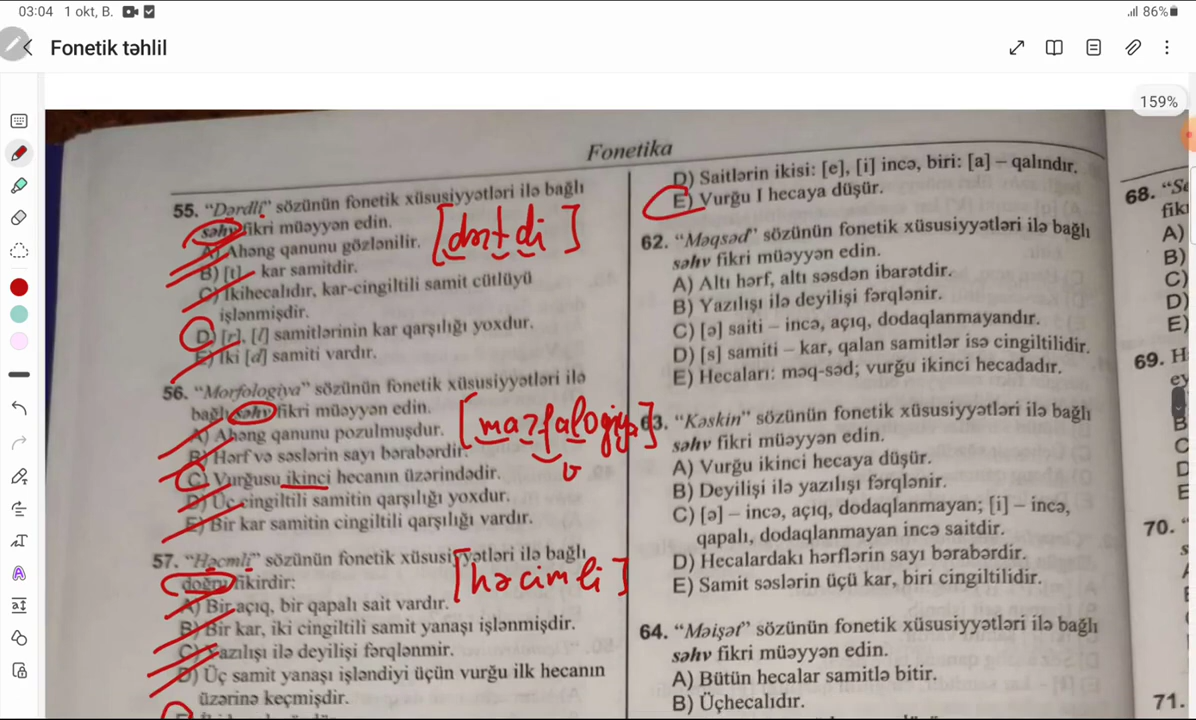 03:04 1 okt, B.
86%
Fonetik təhlil
159%
Fonetika
55. “Dərdli” sözünün fonetik xüsusiyyətləri ilə bağlı
səhv fikri müəyyən edin.
A) Ahəng qanunu gözlənilir.
B) [t] – kar samitdir.
C) İkihecalıdır, kar-cingiltili samit cütlüyü
işlənmişdir.
D) [r], [l] samitlərinin kar qarşılığı yoxdur.
E) İki [d] samiti vardır.
56. “Morfologiya” sözünün fonetik xüsusiyyətləri ilə
bağlı səhv fikri müəyyən edin.
A) Ahəng qanunu pozulmuşdur.
B) Hərf və səslərin sayı bərabərdir.
C) Vurğusu ikinci hecanın üzərindədir.
D) Üç cingiltili samitin qarşılığı yoxdur.
E) Bir kar samitin cingiltili qarşılığı vardır.
57. “Həcmli” sözünün fonetik xüsusiyyətləri ilə bağlı
doğru fikirdir:
A) Bir açıq, bir qapalı sait vardır.
B) Bir kar, iki cingiltili samit yanaşı işlənmişdir.
C) Yazılışı ilə deyilişi fərqlənmir.
D) Üç samit yanaşı işləndiyi üçün vurğu ilk hecanın
üzərinə keçmişdir.
[dərtdi]
[marfalogiya]
[həcimli]
D) Saitlərin ikisi: [e], [i] incə, biri: [a] – qalındır.
E) Vurğu I hecaya düşür.
62. “Məqsəd” sözünün fonetik xüsusiyyətləri ilə bağlı
səhv fikri müəyyən edin.
A) Altı hərf, altı səsdən ibarətdir.
B) Yazılışı ilə deyilişi fərqlənir.
C) [ə] saiti – incə, açıq, dodaqlanmayandır.
D) [s] samiti – kar, qalan samitlər isə cingiltilidir.
E) Hecaları: məq-səd; vurğu ikinci hecadadır.
63. “Kəskin” sözünün fonetik xüsusiyyətləri ilə bağlı
səhv fikri müəyyən edin.
A) Vurğu ikinci hecaya düşür.
B) Deyilişi ilə yazılışı fərqlənir.
C) [ə] – incə, açıq, dodaqlanmayan; [i] – incə,
qapalı, dodaqlanmayan incə saitdir.
D) Hecalardakı hərflərin sayı bərabərdir.
E) Samit səslərin üçü kar, biri cingiltilidir.
64. “Məişət” sözünün fonetik xüsusiyyətləri ilə bağlı
səhv fikri müəyyən edin.
A) Bütün hecalar samitlə bitir.
B) Üçhecalıdır.
68. “Sə
fik
A)
B)
C)
D)
E)
69. H
ey
B
C
D
E
70.
71.